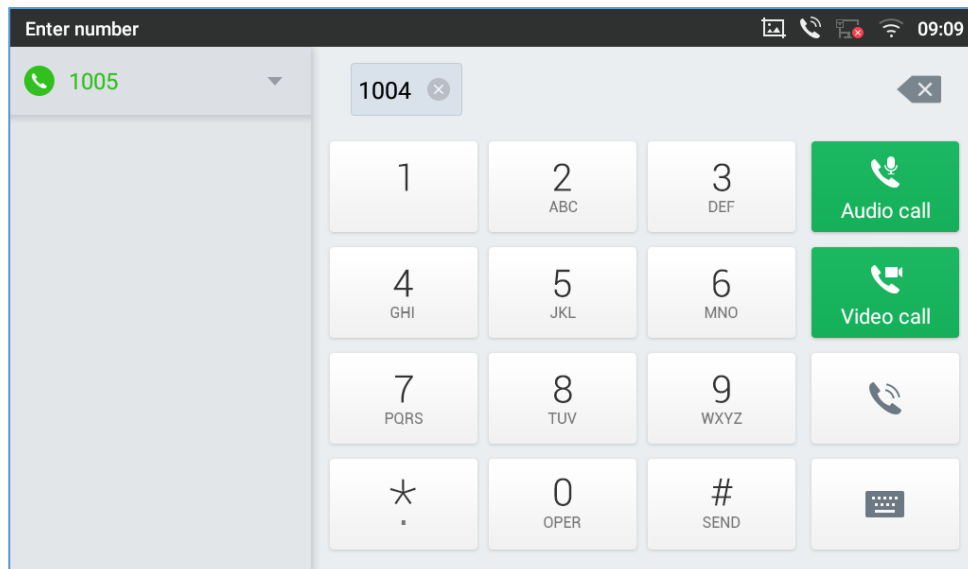 Enter number
09:09
1005
1004
1
2
ABC
3
DEF
Audio call
4
GHI
5
JKL
6
MNO
Video call
7
PQRS
8
TUV
9
WXYZ
*
.
0
OPER
#
SEND